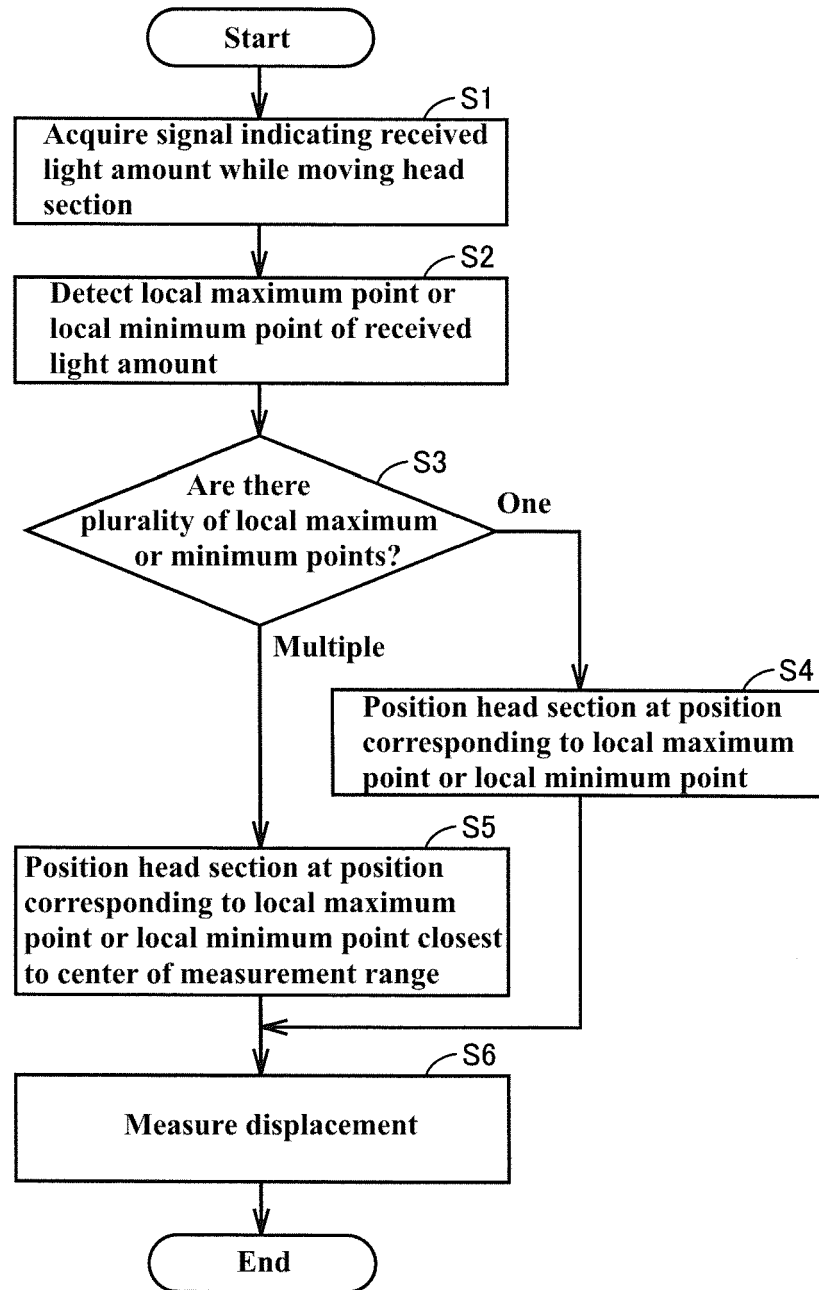 Start
S1
Acquire signal indicating received
light amount while moving head
section
S2
Detect local maximum point or
local minimum point of received
light amount
S3
Are there
plurality of local maximum
or minimum points?
One
Multiple
S4
Position head section at position
corresponding to local maximum
point or local minimum point
S5
Position head section at position
corresponding to local maximum
point or local minimum point closest
to center of measurement range
S6
Measure displacement
End